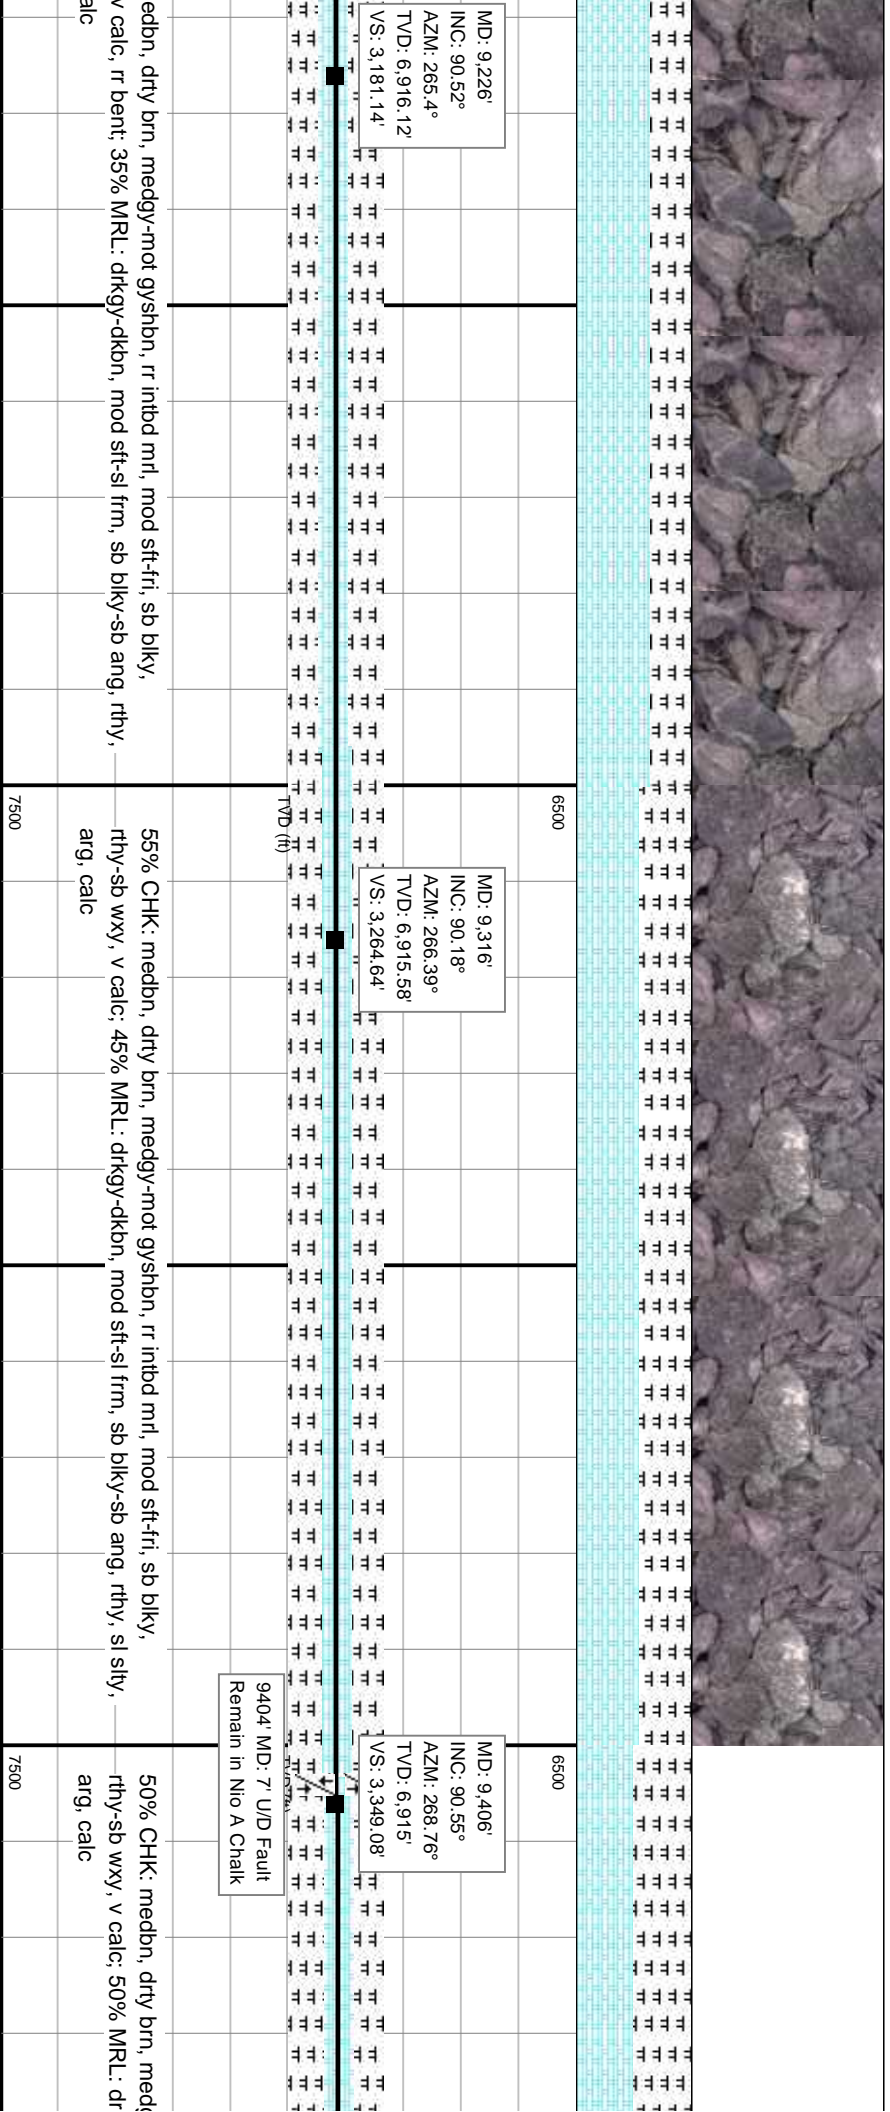 MD: 9,226'
INC: 90.52°
AZM: 265.4°
TVD: 6,916.12'
VS: 3,181.14'
edbn, drty brn, medgy-mot gyshbn, rr intbd mrl, mod sft-fri, sb blky,
v calc, rr bent; 35% MRL: drkgy-dkbn, mod sft-sl frm, sb blky-sb ang, rthy,
alc
6500
TVD (ft)
7500
MD: 9,316'
INC: 90.18°
AZM: 266.39°
TVD: 6,915.58'
VS: 3,264.64'
55% CHK: medbn, drty brn, medgy-mot gyshbn, rr intbd mrl, mod sft-fri, sb blky,
rthy-sb wxy, v calc; 45% MRL: drkgy-dkbn, mod sft-sl frm, sb blky-sb ang, rthy, sl slty,
arg, calc
MD: 9,406'
INC: 90.55°
AZM: 268.76°
TVD: 6,915'
VS: 3,349.08'
9404' MD: 7' U/D Fault
Remain in Nio A Chalk
6500
TVD (ft)
7500
50% CHK: medbn, drty brn, medg
rthy-sb wxy, v calc; 50% MRL: dr
arg, calc